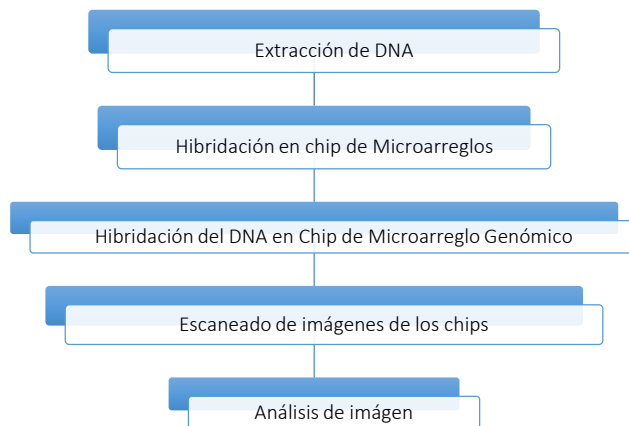 Extracción de DNA
Hibridación en chip de Microarreglos
Hibridación del DNA en Chip de Microarreglo Genómico
Escaneado de imágenes de los chips
Análisis de imágen